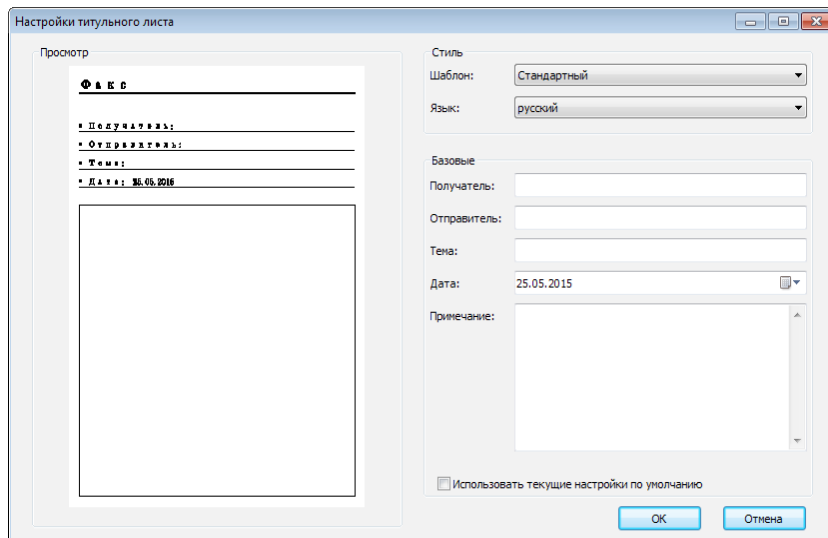 Настройки титульного листа
Просмотр
Факс
• Получатель:
• Отправитель:
• Тема:
• Дата: 25.05.2015
Стиль
Шаблон: Стандартный
Язык: русский
Базовые
Получатель:
Отправитель:
Тема:
Дата: 25.05.2015
Примечание:
Использовать текущие настройки по умолчанию
OK Отмена